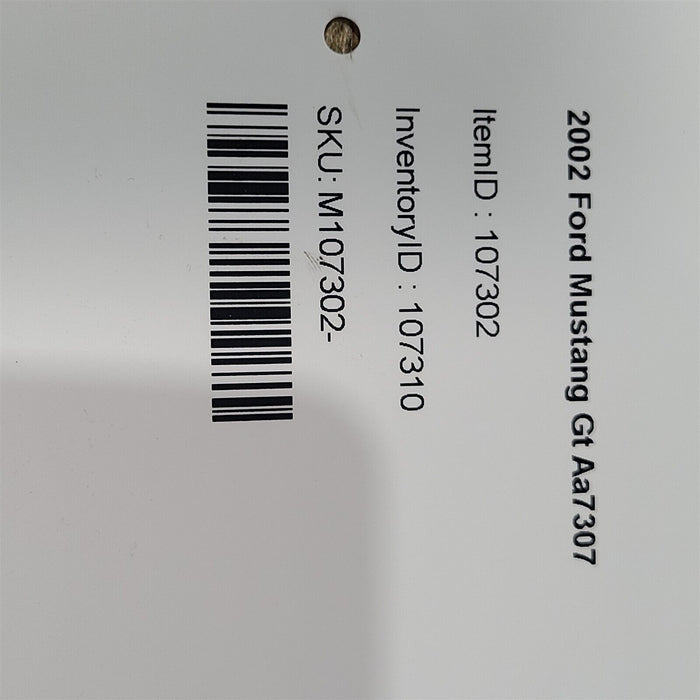 2002 Ford Mustang Gt Aa7307
ItemID : 107302
InventoryID : 107310
SKU: M107302-